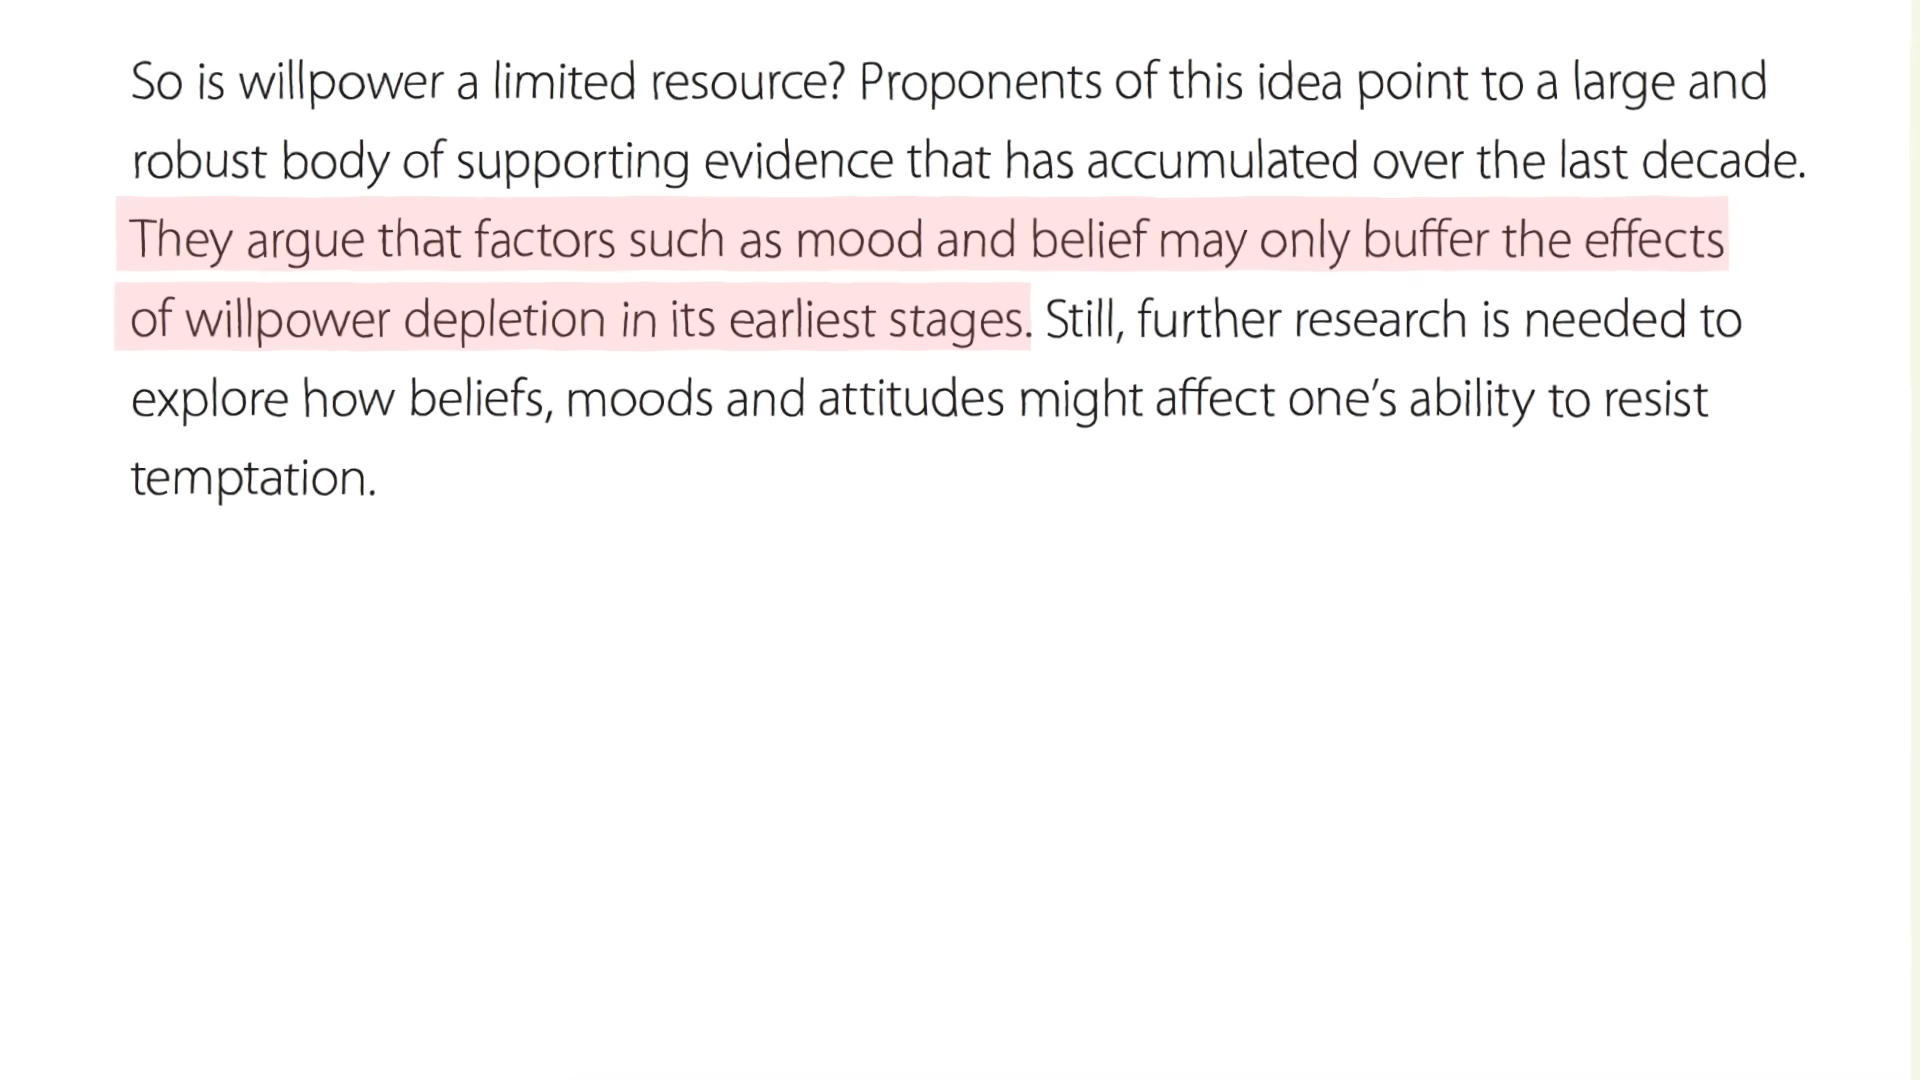 So is willpower a limited resource? Proponents of this idea point to a large and
robust body of supporting evidence that has accumulated over the last decade.
They argue that factors such as mood and belief may only buffer the effects
of willpower depletion in its earliest stages. Still, further research is needed to
explore how beliefs, moods and attitudes might affect one’s ability to resist
temptation.